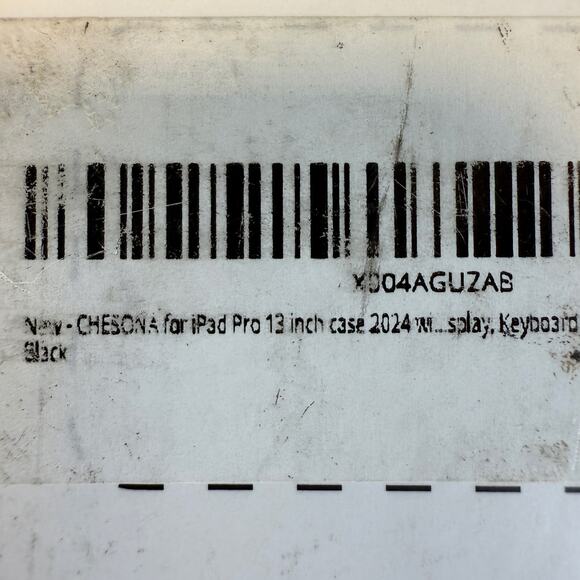 X004AGUZAB
New - CHESONA for iPad Pro 13 inch case 2024 wi...splay, Keyboard
Black